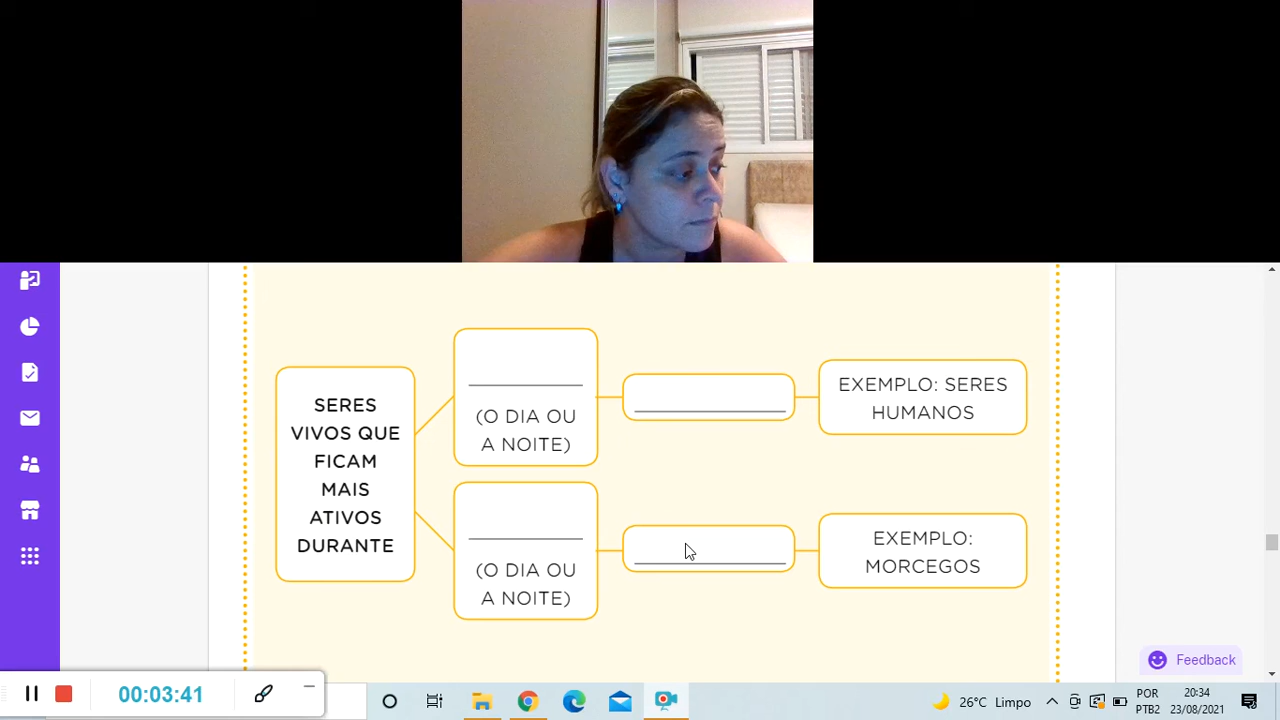 SERES
VIVOS QUE
FICAM
MAIS
ATIVOS
DURANTE
(O DIA OU
A NOITE)
EXEMPLO: SERES
HUMANOS
(O DIA OU
A NOITE)
EXEMPLO:
MORCEGOS
Feedback
00:03:41
26°C Limpo
POR
PTB2
20:34
23/08/2021